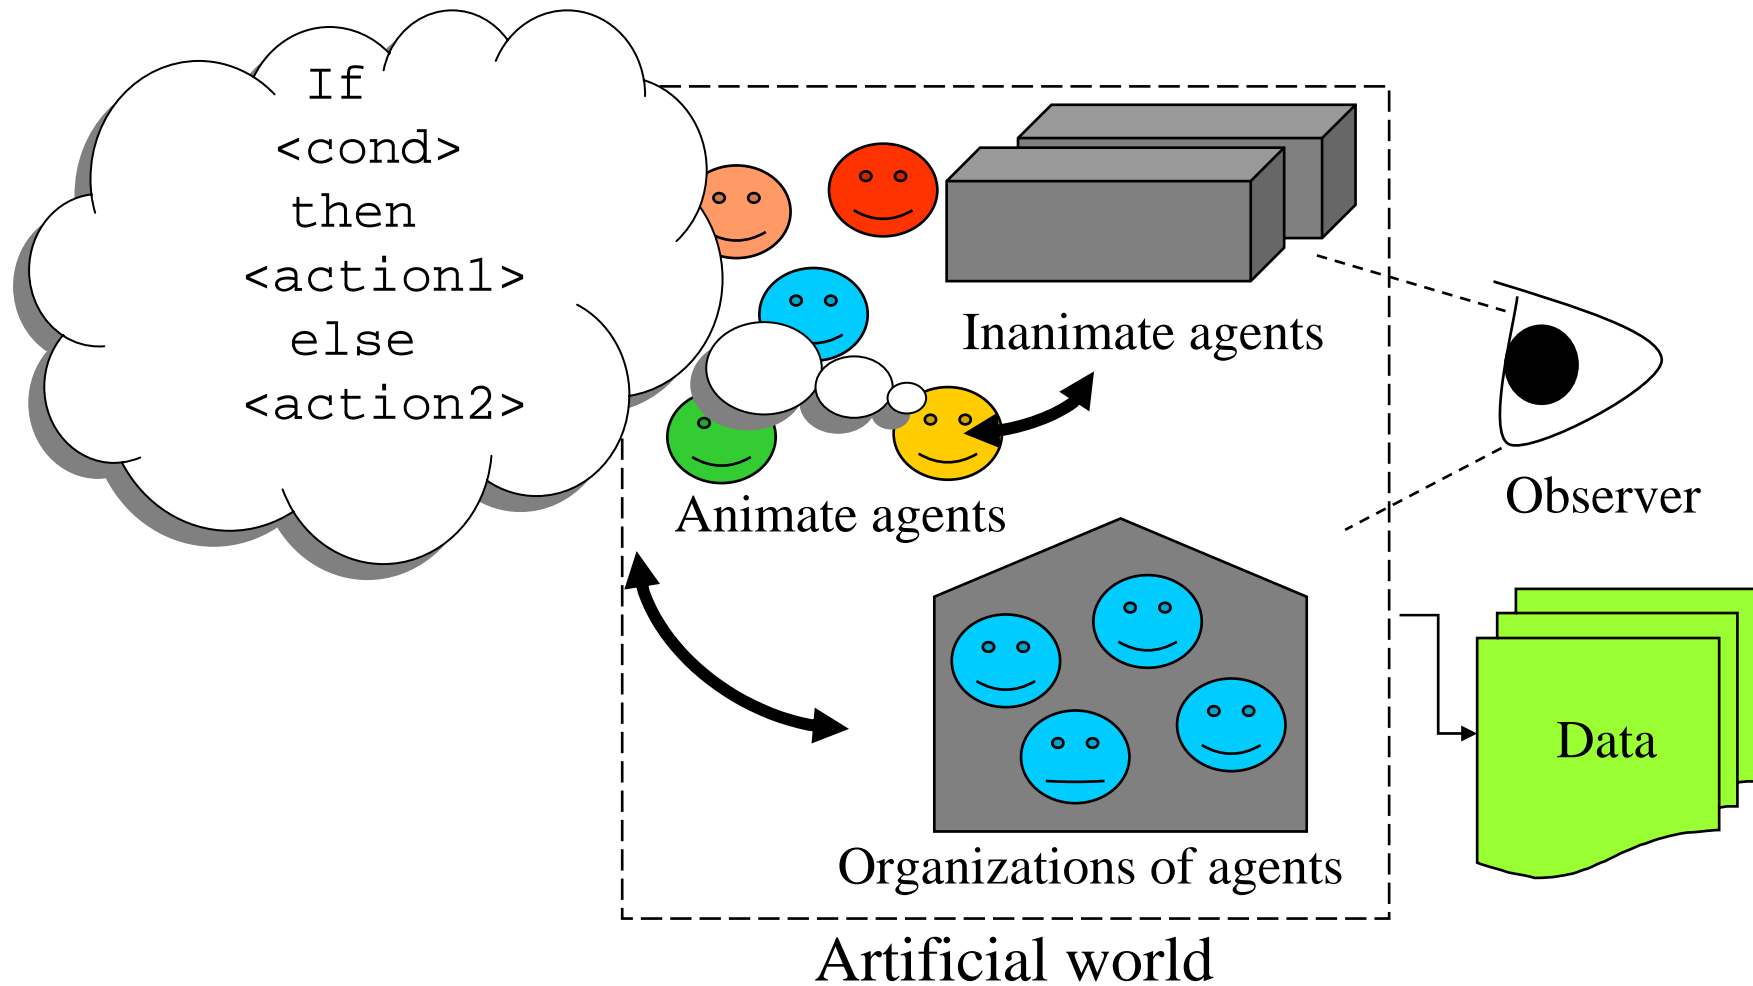 If
<cond>
then
<action1>
else
<action2>
Inanimate agents
Animate agents
Observer
Data
Organizations of agents
Artificial world